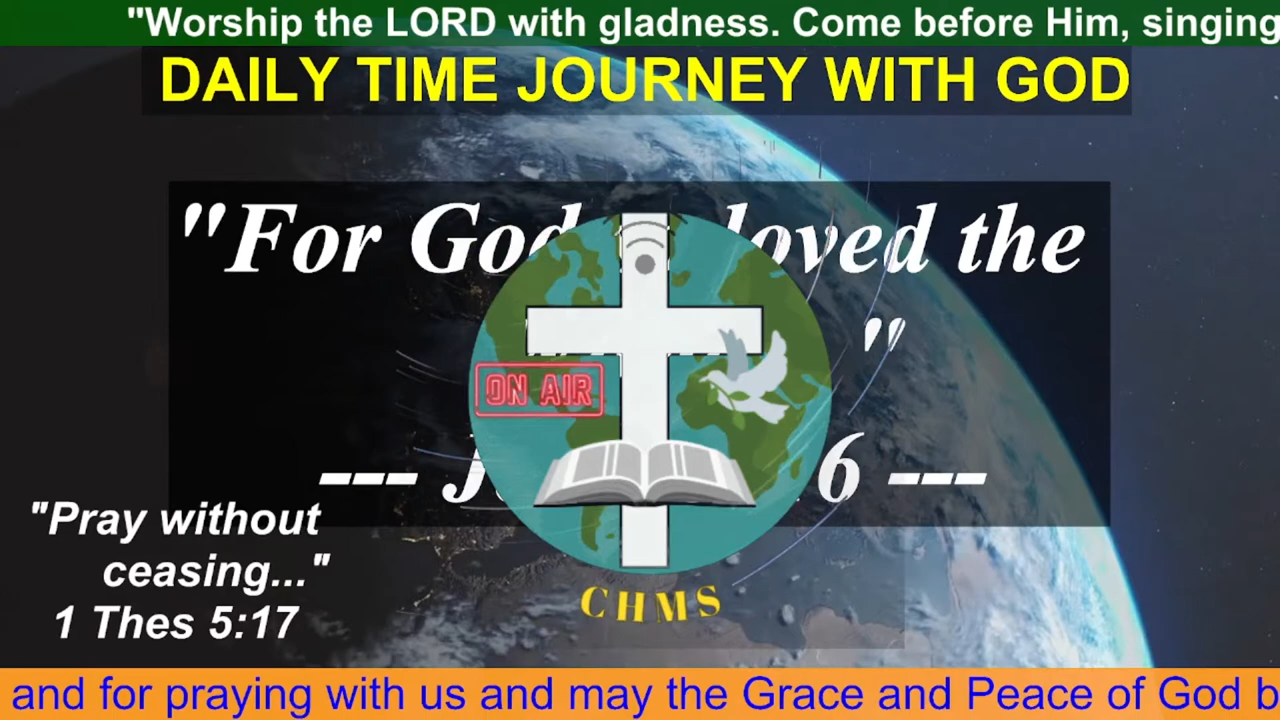 "Worship the LORD with gladness. Come before Him, singing
DAILY TIME JOURNEY WITH GOD
"For God loved the
"
--- 6 ---
ON AIR
"Pray without
ceasing..."
1 Thes 5:17
CHMS
and for praying with us and may the Grace and Peace of God b